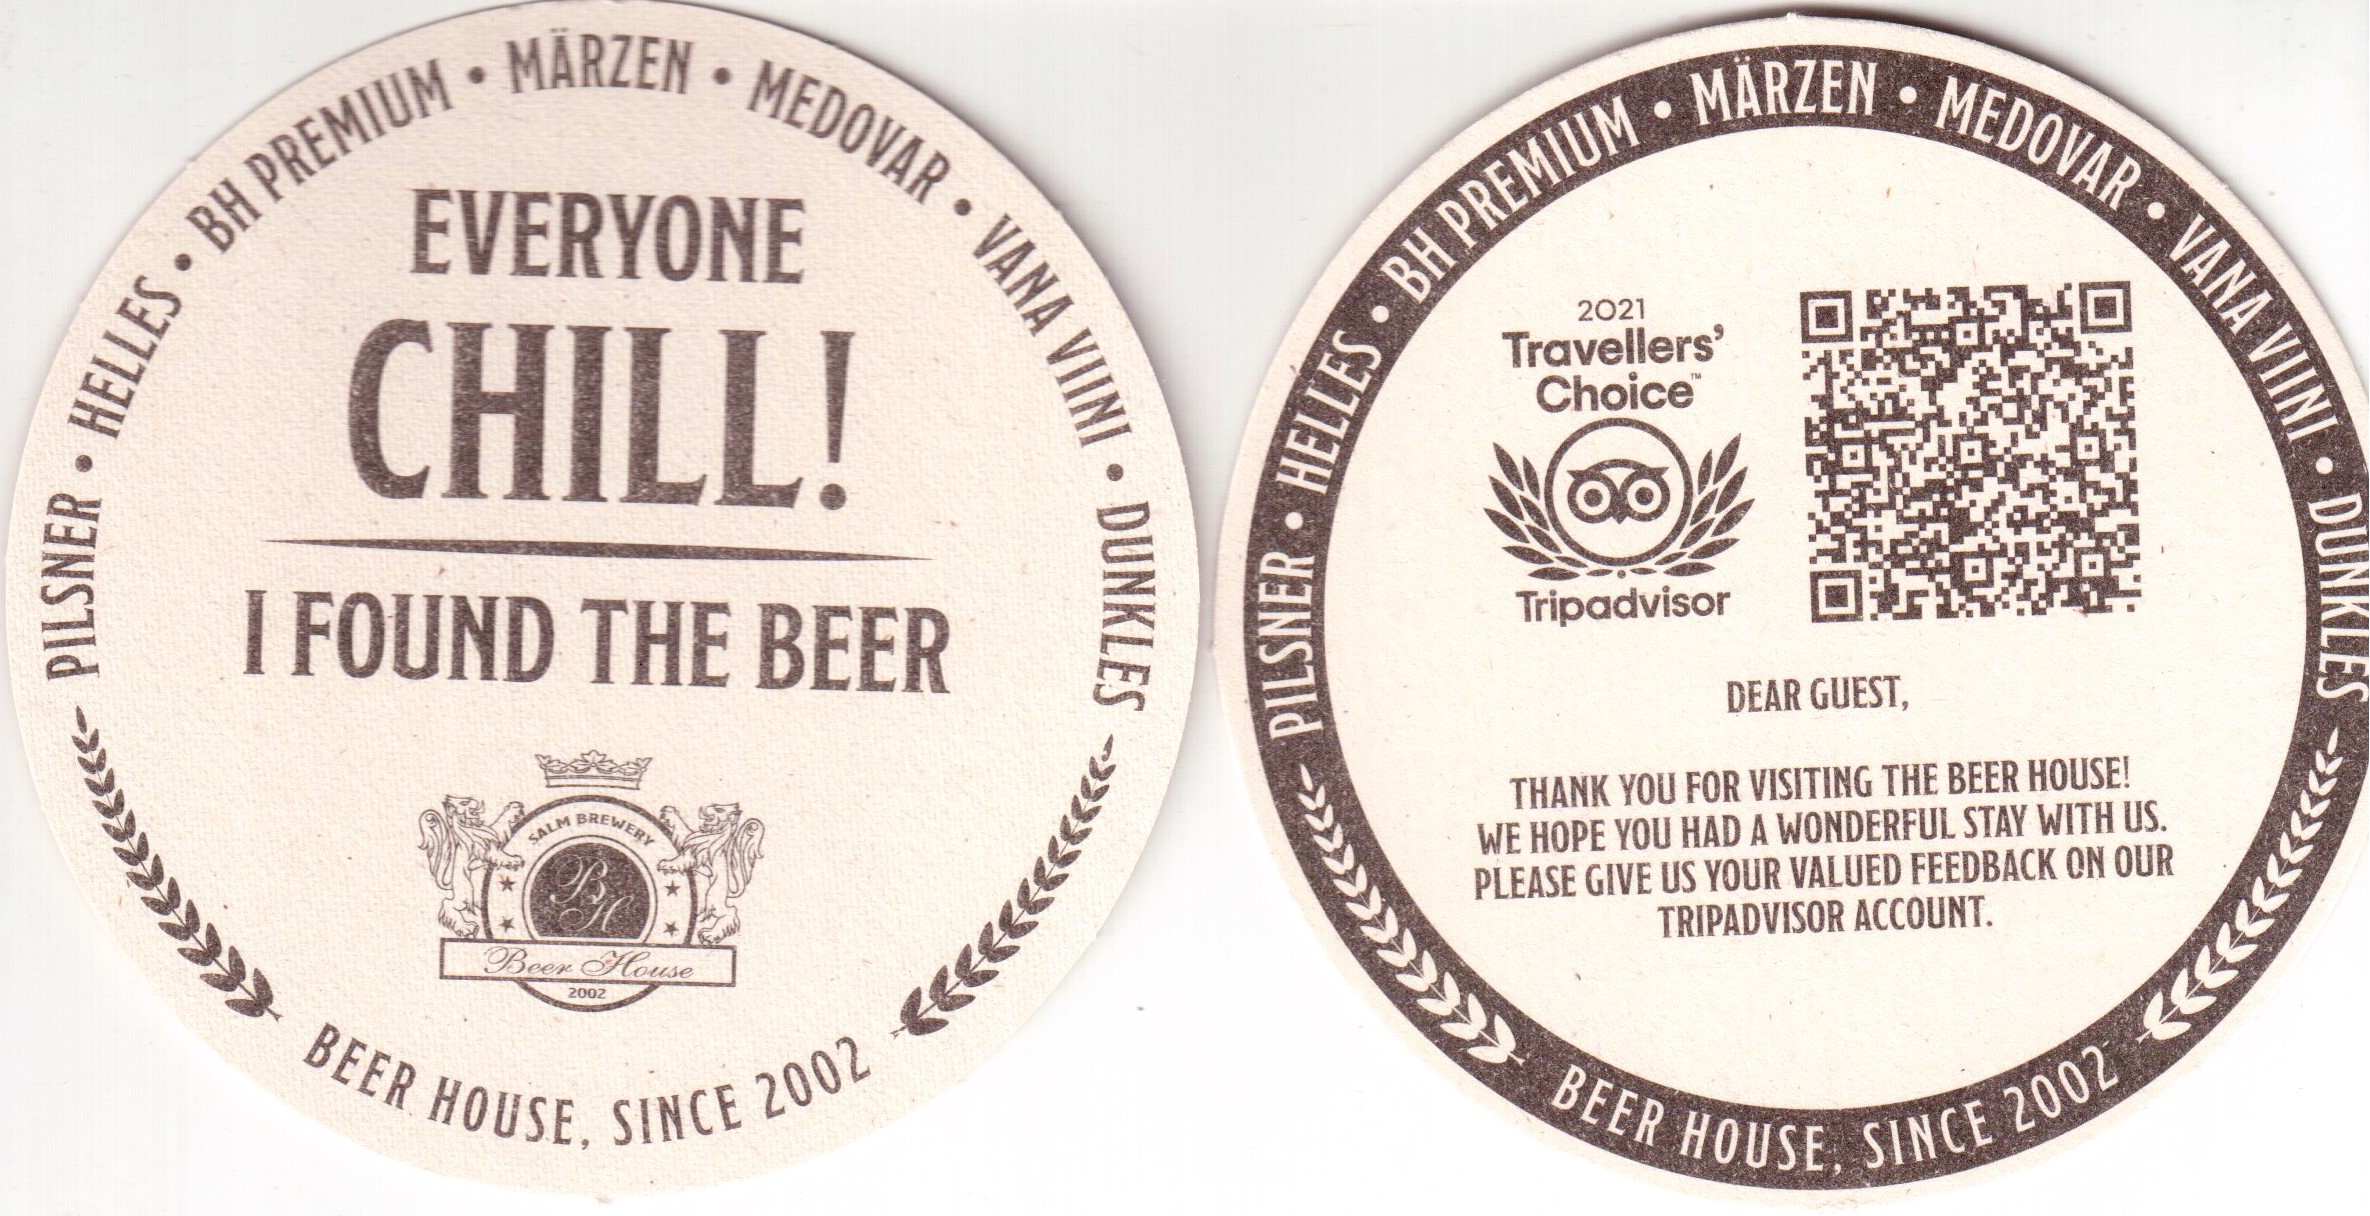 PILSNER • HELLES • BH PREMIUM • MÄRZEN • MEDOVAR • VANA VIINI • DUNKLES
EVERYONE
CHILL!
I FOUND THE BEER
SALM BREWERY
BH
Beer House
2002
BEER HOUSE, SINCE 2002
PILSNER • HELLES • BH PREMIUM • MÄRZEN • MEDOVAR • VANA VIINI • DUNKLES
2021
Travellers'
Choice™
Tripadvisor
DEAR GUEST,
THANK YOU FOR VISITING THE BEER HOUSE!
WE HOPE YOU HAD A WONDERFUL STAY WITH US.
PLEASE GIVE US YOUR VALUED FEEDBACK ON OUR
TRIPADVISOR ACCOUNT.
BEER HOUSE, SINCE 2002